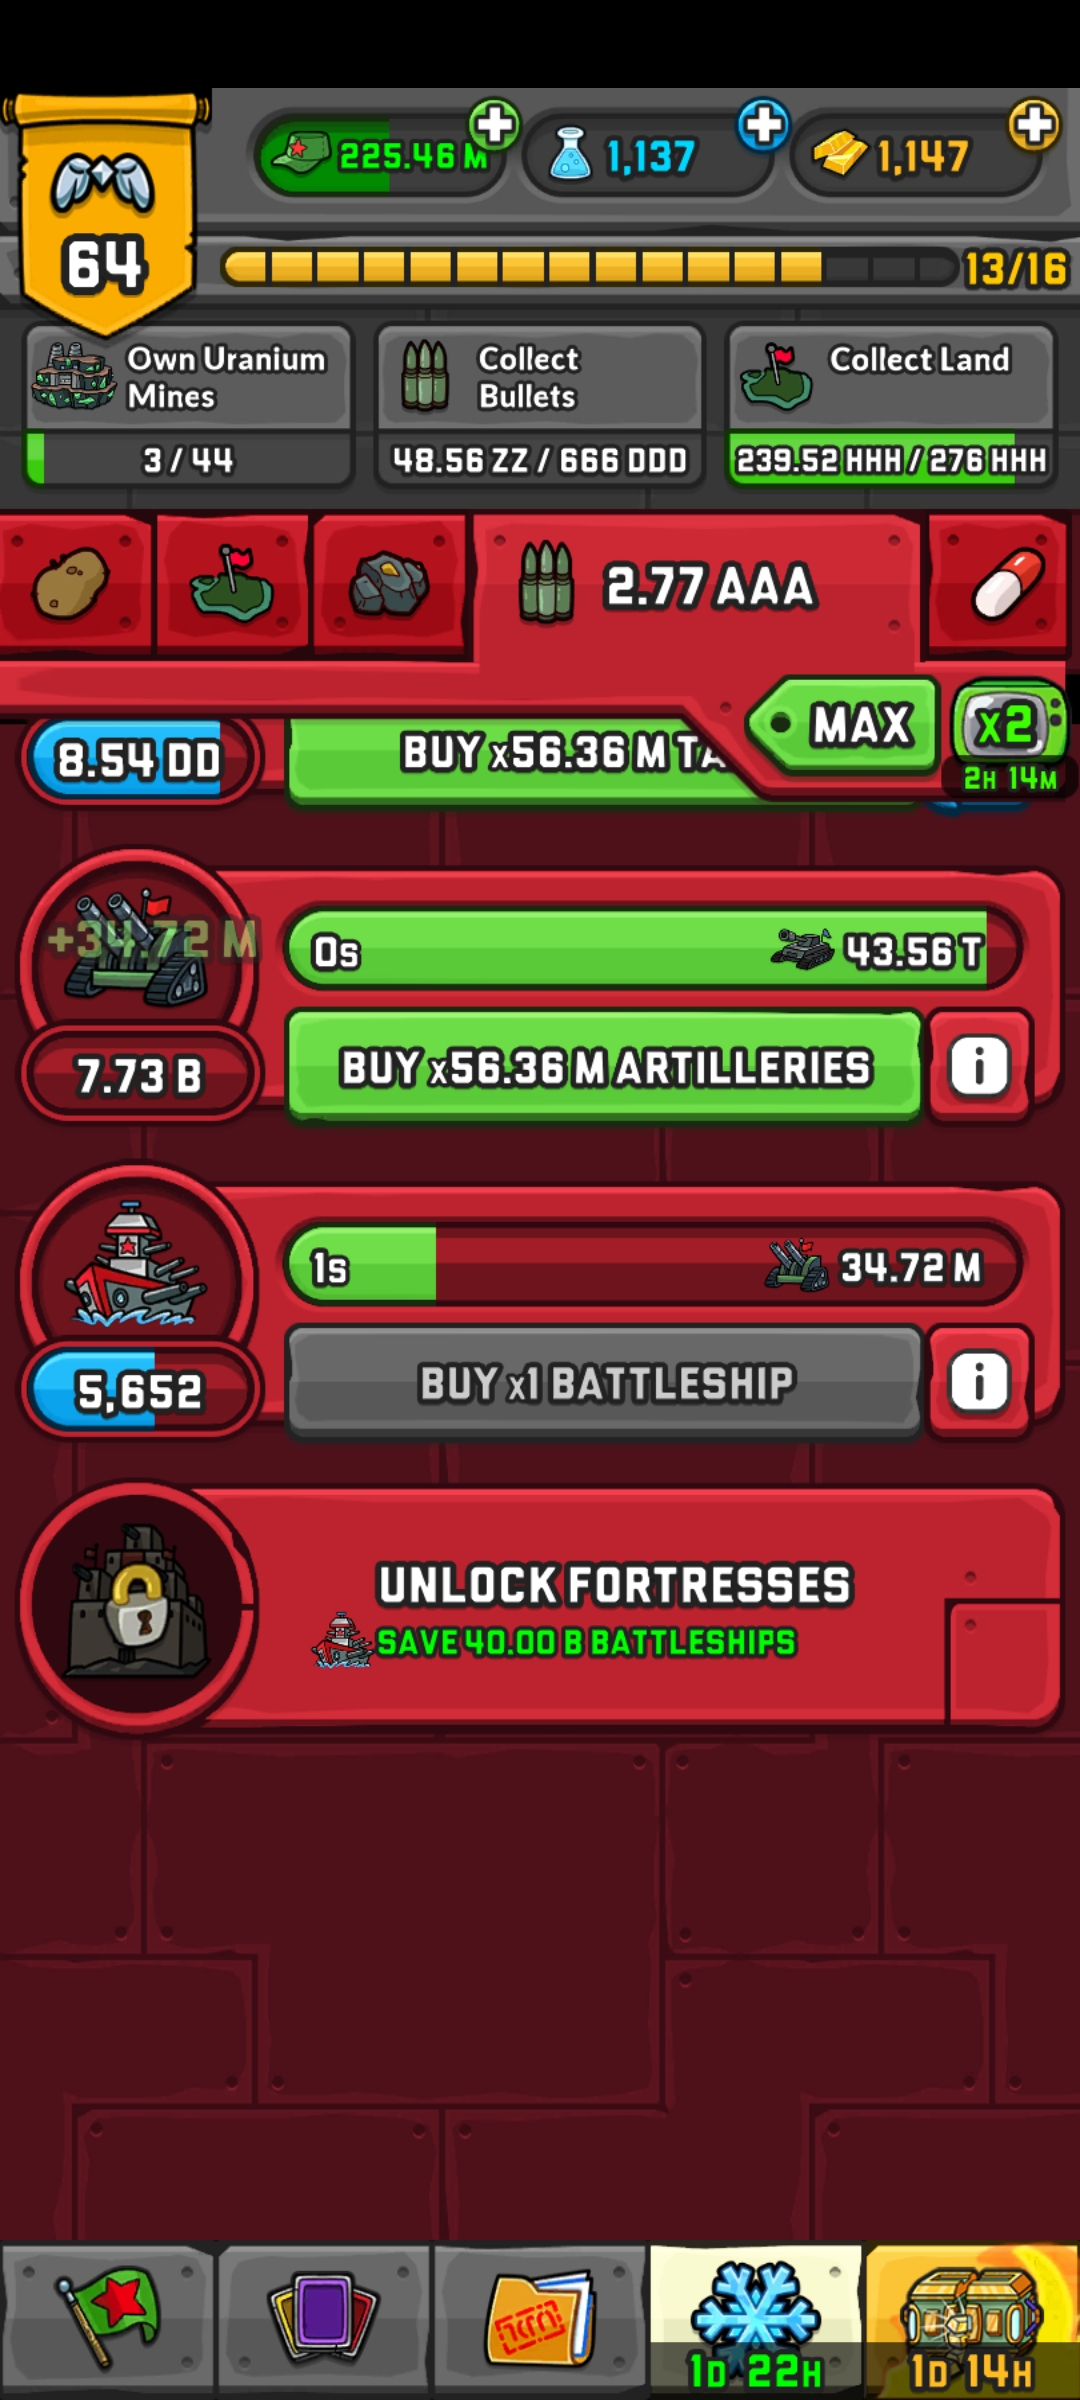 225.46 M
1,137
1,147
64
13/16
Own Uranium
Mines
3 / 44
Collect
Bullets
48.56 ZZ / 666 DDD
Collect Land
239.52 HHH / 276 HHH
2.77 AAA
MAX
x2
2H 14M
8.54 DD
BUY x56.36 M TA
+34.72 M
0s
43.56 T
7.73 B
BUY x56.36 M ARTILLERIES
i
1s
34.72 M
5,652
BUY x1 BATTLESHIP
i
UNLOCK FORTRESSES
SAVE 40.00 B BATTLESHIPS
1D 22H
1D 14H